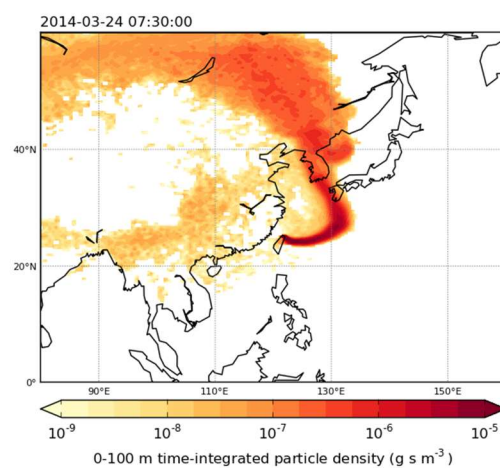 2014-03-24 07:30:00
40°N
20°N
0°
90°E 110°E 130°E 150°E
10⁻⁹ 10⁻⁸ 10⁻⁷ 10⁻⁶ 10⁻⁵
0-100 m time-integrated particle density (g s m⁻³ )